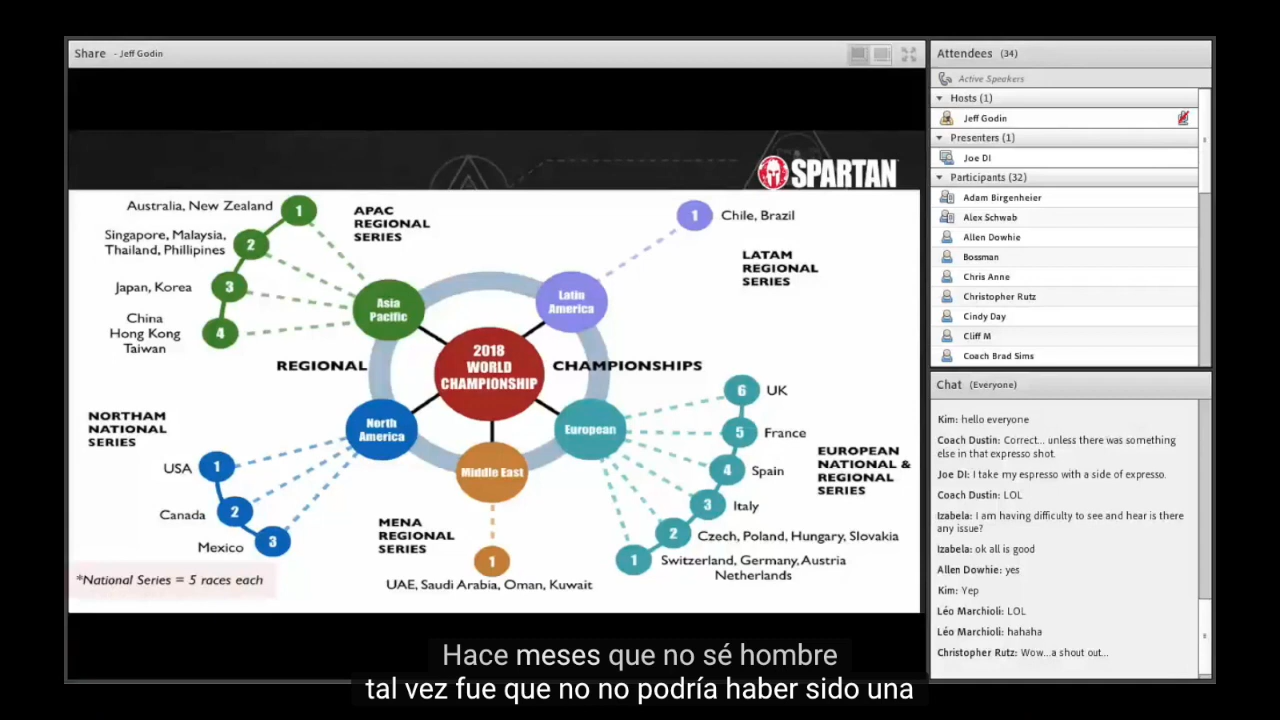 Share - Jeff Godin
SPARTAN
Australia, New Zealand
1
Singapore, Malaysia,
Thailand, Phillipines
2
Japan, Korea
3
China
Hong Kong
Taiwan
4
APAC
REGIONAL
SERIES
Asia
Pacific
1
Chile, Brazil
LATAM
REGIONAL
SERIES
Latin
America
REGIONAL
2018
WORLD
CHAMPIONSHIP
CHAMPIONSHIPS
NORTHAM
NATIONAL
SERIES
North
America
USA
1
Canada
2
Mexico
3
*National Series = 5 races each
Middle East
MENA
REGIONAL
SERIES
1
UAE, Saudi Arabia, Oman, Kuwait
European
6
UK
5
France
4
Spain
3
Italy
2
Czech, Poland, Hungary, Slovakia
1
Switzerland, Germany, Austria
Netherlands
EUROPEAN
NATIONAL &
REGIONAL
SERIES
Attendees (34)
Active Speakers
Hosts (1)
Jeff Godin
Presenters (1)
Joe DI
Participants (32)
Adam Birgenheier
Alex Schwab
Allen Dowhie
Bossman
Chris Anne
Christopher Rutz
Cindy Day
Cliff M
Coach Brad Sims
Chat (Everyone)
Kim: hello everyone
Coach Dustin: Correct... unless there was something
else in that expresso shot.
Joe DI: I take my espresso with a side of expresso.
Coach Dustin: LOL
Izabela: I am having difficulty to see and hear is there
any issue?
Izabela: ok all is good
Allen Dowhie: yes
Kim: Yep
Léo Marchioli: LOL
Léo Marchioli: hahaha
Christopher Rutz: Wow...a shout out...
Hace meses que no sé hombre
tal vez fue que no no podría haber sido una